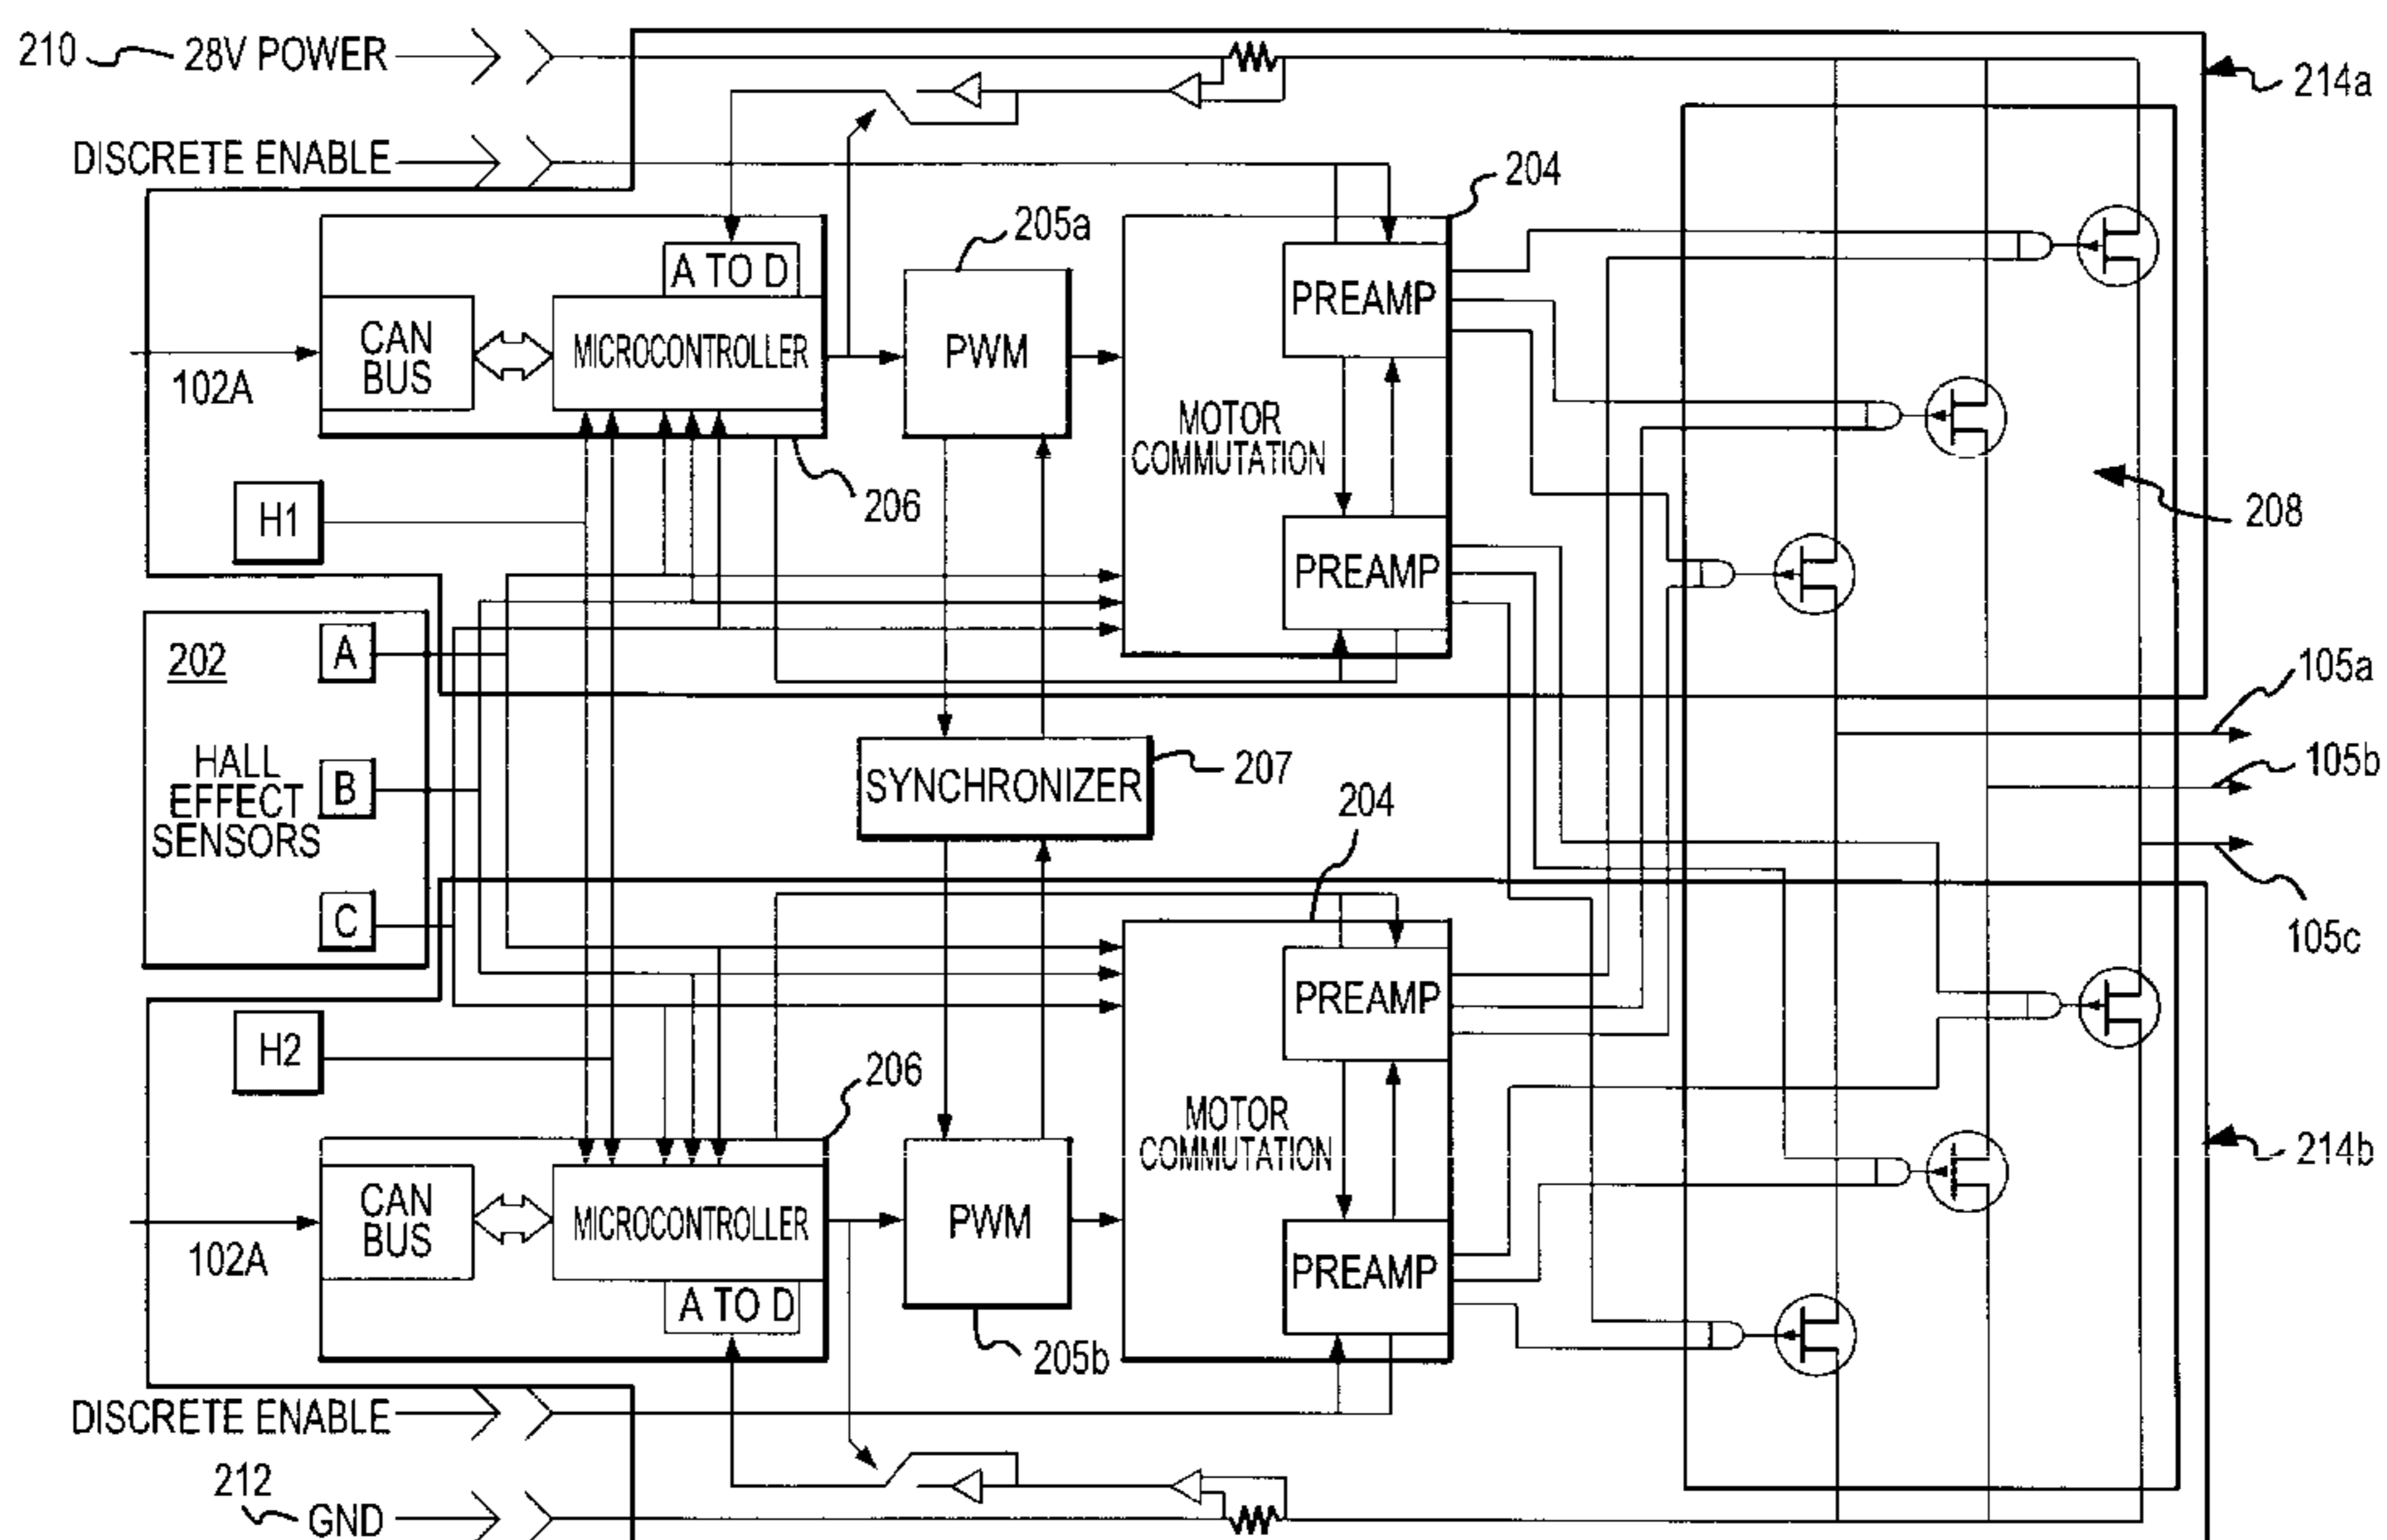 210
28V POWER
214a
DISCRETE ENABLE
204
205a
A TO D
PREAMP
CAN
BUS
MICROCONTROLLER
PWM
102A
MOTOR
COMMUTATION
206
208
H1
PREAMP
202
A
105a
HALL
EFFECT
SENSORS
B
SYNCHRONIZER
207
105b
204
C
105c
PREAMP
H2
206
MOTOR
COMMUTATION
214b
CAN
BUS
MICROCONTROLLER
PWM
102A
PREAMP
A TO D
205b
DISCRETE ENABLE
212
GND